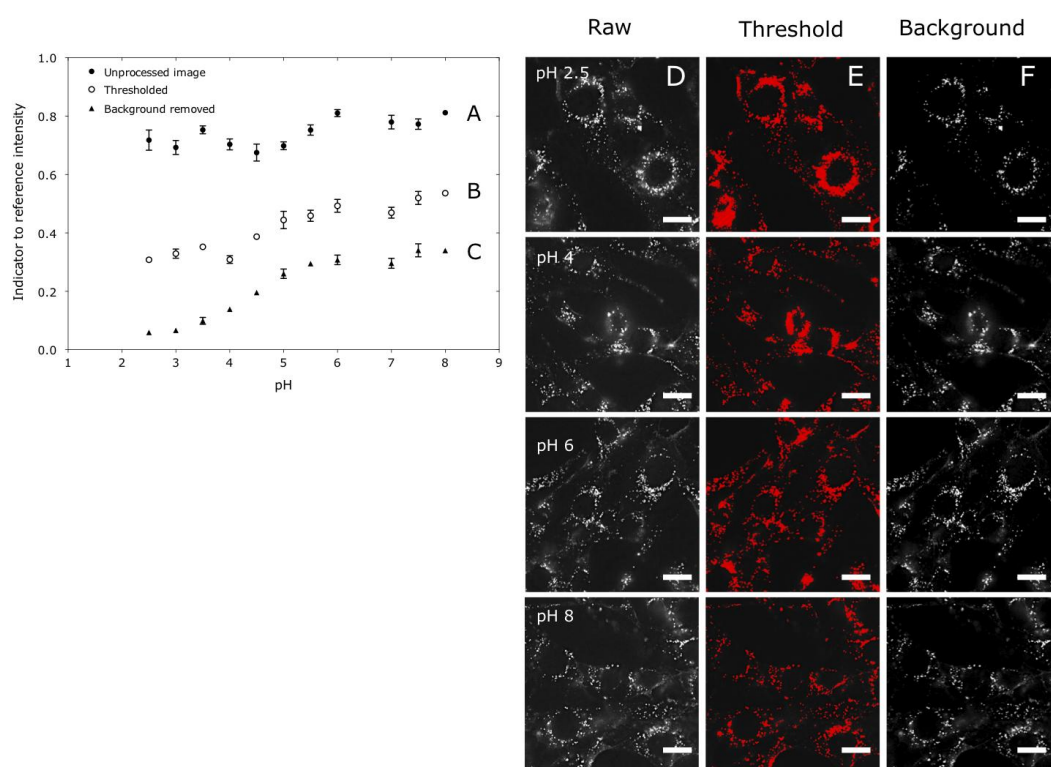 Raw Threshold Background
1.0
0.8
0.6
0.4
0.2
0.0
Indicator to reference intensity
Unprocessed image
Thresholded
Background removed
A
B
C
1 2 3 4 5 6 7 8 9
pH
pH 2.5 D E F
pH 4
pH 6
pH 8